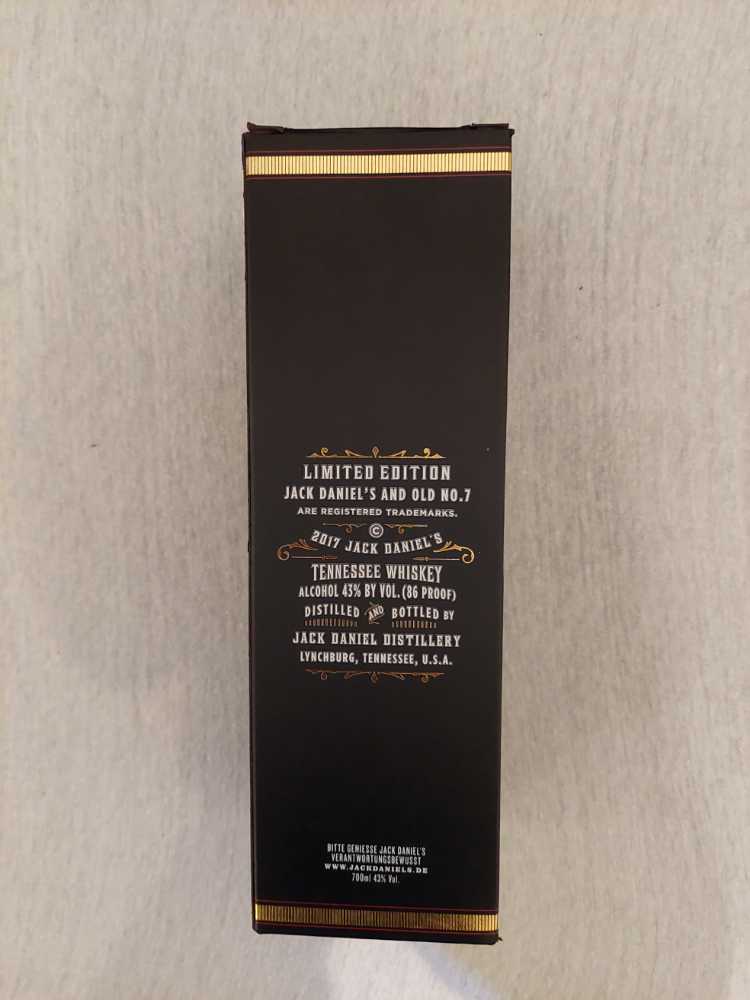 LIMITED EDITION
JACK DANIEL'S AND OLD NO.7
ARE REGISTERED TRADEMARKS.
©
2017 JACK DANIEL'S
TENNESSEE WHISKEY
ALCOHOL 43% BY VOL. (86 PROOF)
DISTILLED AND BOTTLED BY
JACK DANIEL DISTILLERY
LYNCHBURG, TENNESSEE, U.S.A.
BITTE GENIESSE JACK DANIEL'S
VERANTWORTUNGSBEWUSST
WWW.JACKDANIELS.DE
700ml 43% Vol.